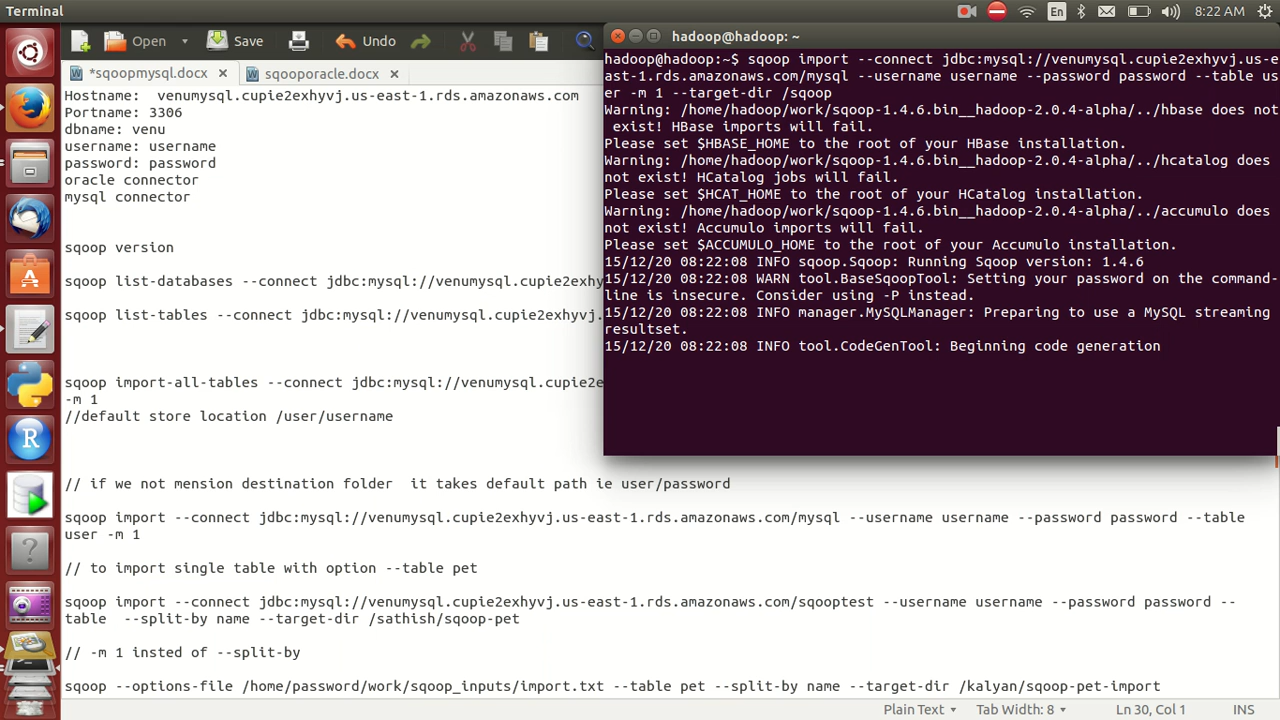 Terminal
En
8:22 AM
Open
Save
Undo
*sqoopmysql.docx
sqooporacle.docx
Hostname:  venumysql.cupie2exhyvj.us-east-1.rds.amazonaws.com
Portname: 3306
dbname: venu
username: username
password: password
oracle connector
mysql connector
sqoop version
sqoop list-databases --connect jdbc:mysql://venumysql.cupie2exhy
sqoop list-tables --connect jdbc:mysql://venumysql.cupie2exhyvj.
sqoop import-all-tables --connect jdbc:mysql://venumysql.cupie2e
-m 1
//default store location /user/username
// if we not mension destination folder  it takes default path ie user/password
sqoop import --connect jdbc:mysql://venumysql.cupie2exhyvj.us-east-1.rds.amazonaws.com/mysql --username username --password password --table
user -m 1
// to import single table with option --table pet
sqoop import --connect jdbc:mysql://venumysql.cupie2exhyvj.us-east-1.rds.amazonaws.com/sqooptest --username username --password password --
table  --split-by name --target-dir /sathish/sqoop-pet
// -m 1 insted of --split-by
sqoop --options-file /home/password/work/sqoop_inputs/import.txt --table pet --split-by name --target-dir /kalyan/sqoop-pet-import
Plain Text
Tab Width: 8
Ln 30, Col 1
INS
hadoop@hadoop: ~
hadoop@hadoop:~$ sqoop import --connect jdbc:mysql://venumysql.cupie2exhyvj.us-e
ast-1.rds.amazonaws.com/mysql --username username --password password --table us
er -m 1 --target-dir /sqoop
Warning: /home/hadoop/work/sqoop-1.4.6.bin__hadoop-2.0.4-alpha/../hbase does not
 exist! HBase imports will fail.
Please set $HBASE_HOME to the root of your HBase installation.
Warning: /home/hadoop/work/sqoop-1.4.6.bin__hadoop-2.0.4-alpha/../hcatalog does
not exist! HCatalog jobs will fail.
Please set $HCAT_HOME to the root of your HCatalog installation.
Warning: /home/hadoop/work/sqoop-1.4.6.bin__hadoop-2.0.4-alpha/../accumulo does
not exist! Accumulo imports will fail.
Please set $ACCUMULO_HOME to the root of your Accumulo installation.
15/12/20 08:22:08 INFO sqoop.Sqoop: Running Sqoop version: 1.4.6
15/12/20 08:22:08 WARN tool.BaseSqoopTool: Setting your password on the command-
line is insecure. Consider using -P instead.
15/12/20 08:22:08 INFO manager.MySQLManager: Preparing to use a MySQL streaming
resultset.
15/12/20 08:22:08 INFO tool.CodeGenTool: Beginning code generation